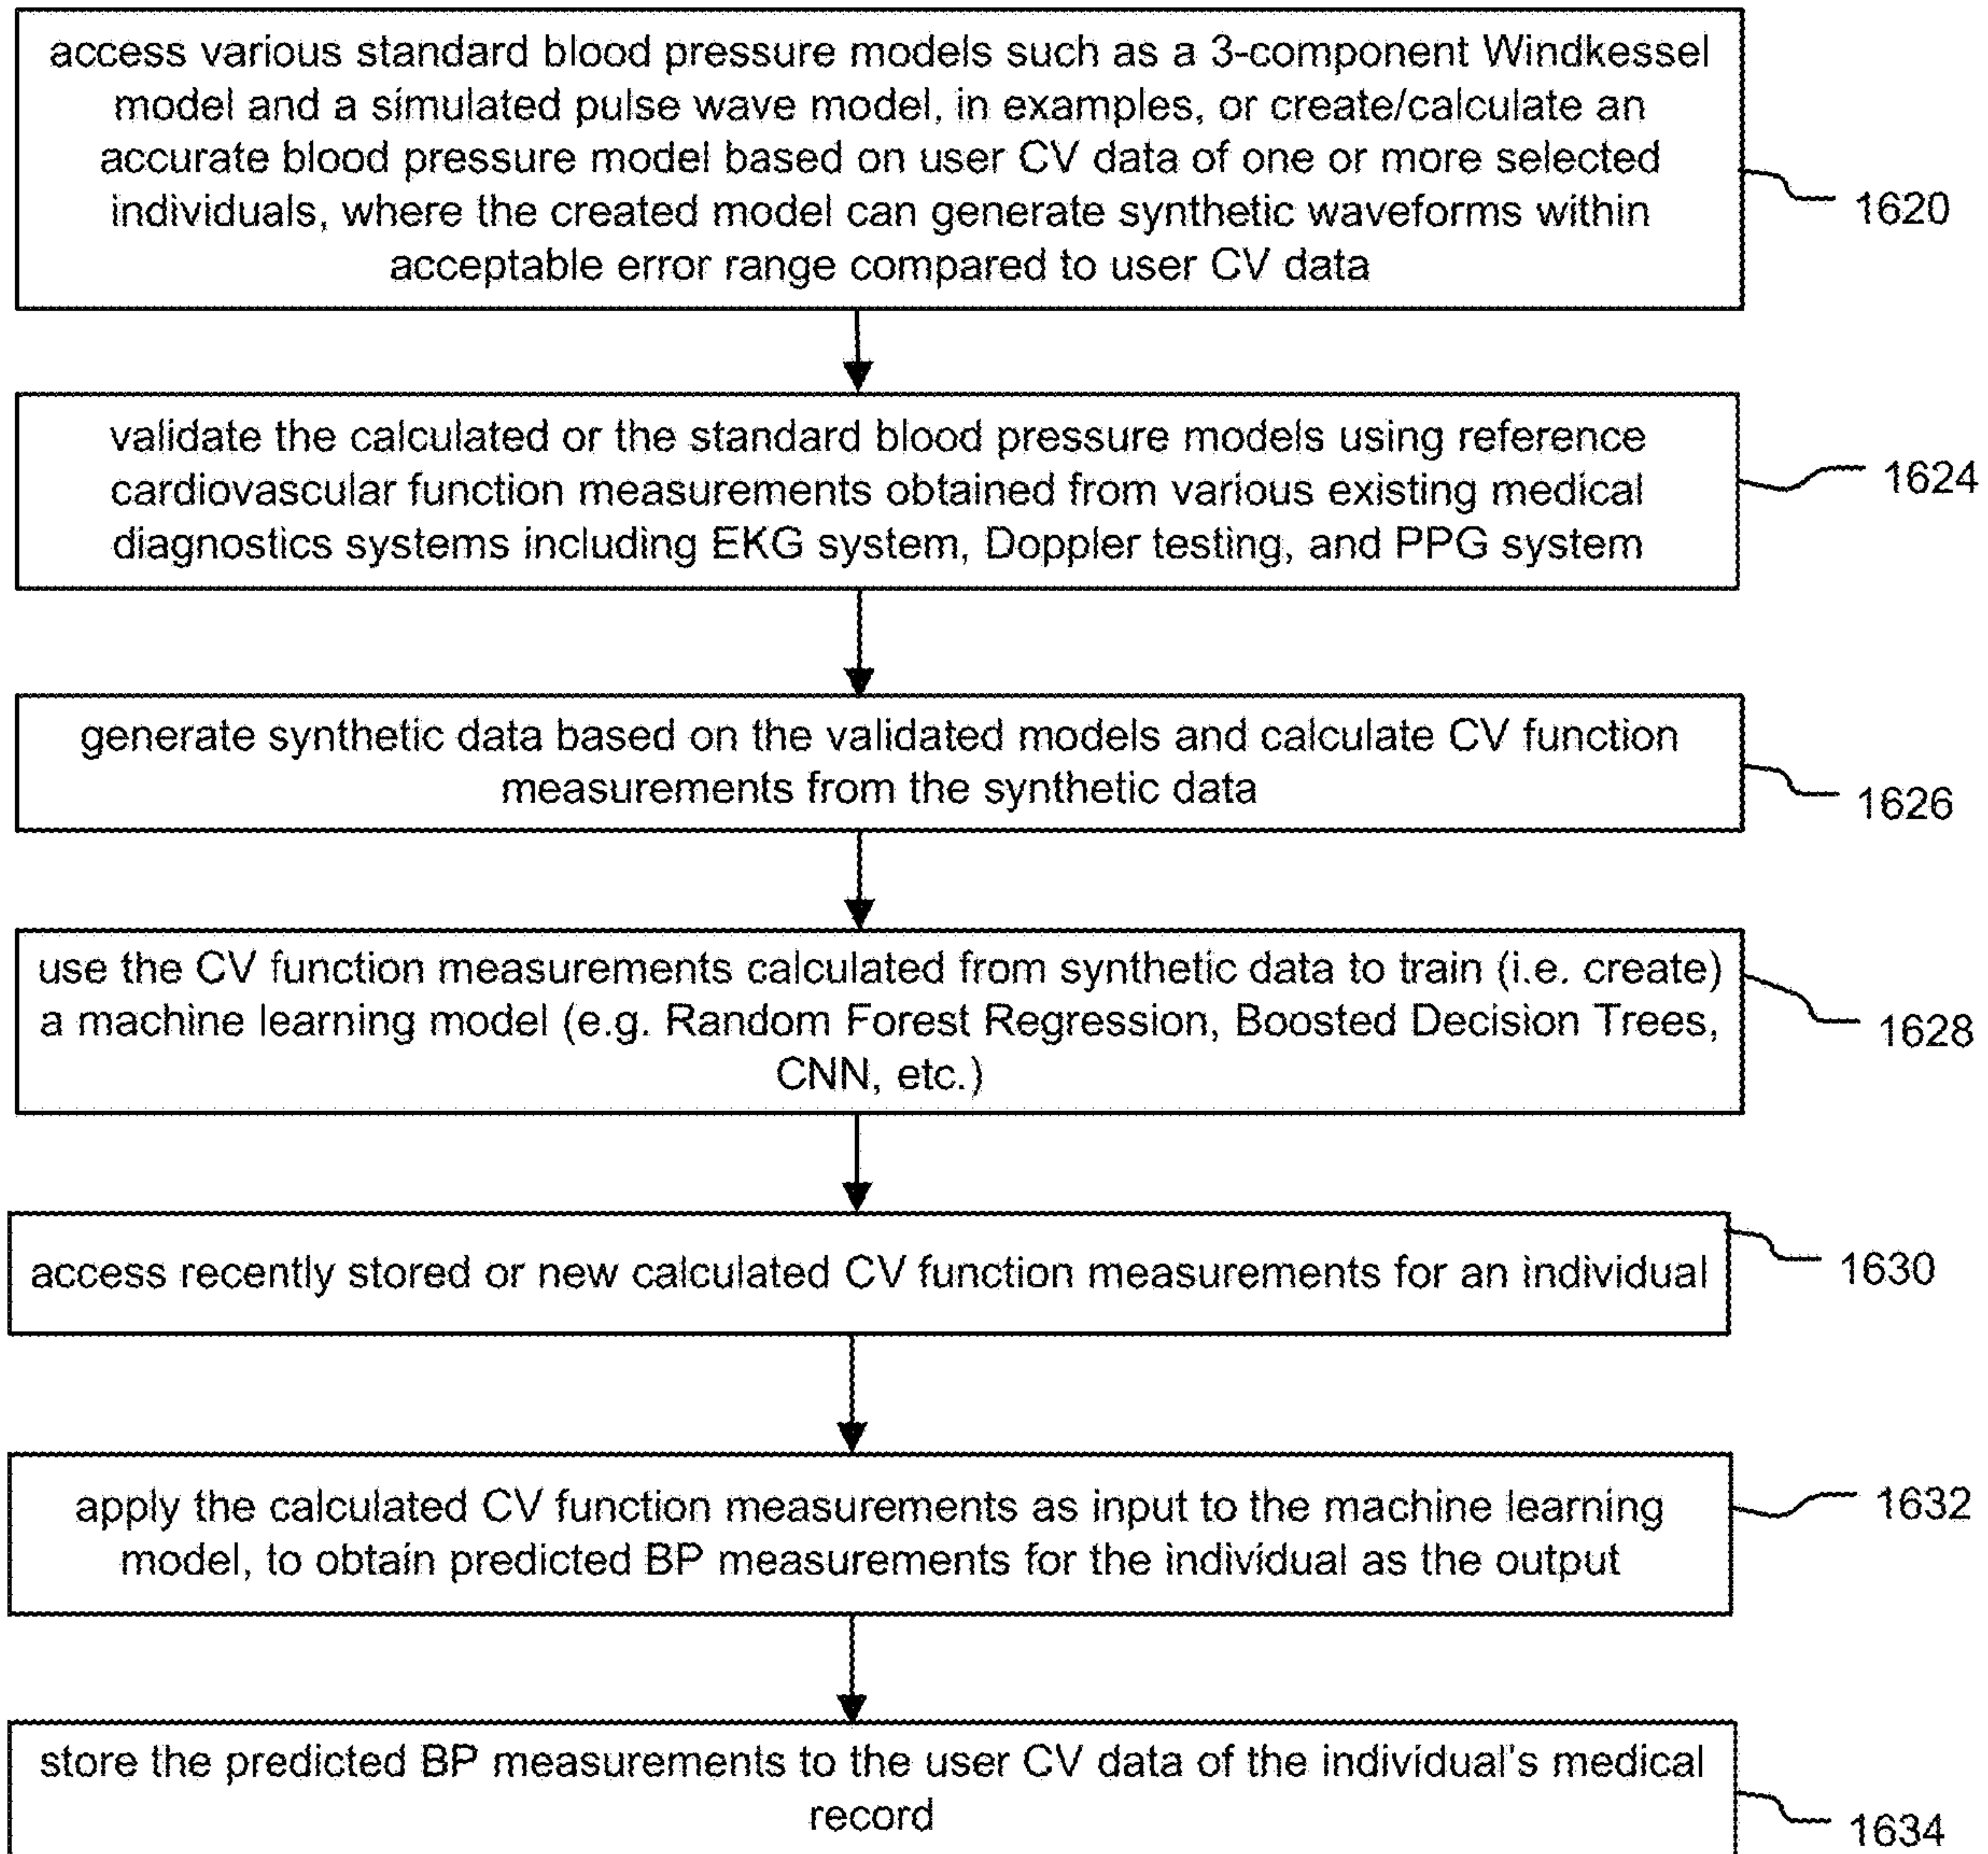 access various standard blood pressure models such as a 3-component Windkessel
model and a simulated pulse wave model, in examples, or create/calculate an
accurate blood pressure model based on user CV data of one or more selected
individuals, where the created model can generate synthetic waveforms within
acceptable error range compared to user CV data
1620
validate the calculated or the standard blood pressure models using reference
cardiovascular function measurements obtained from various existing medical
diagnostics systems including EKG system, Doppler testing, and PPG system
1624
generate synthetic data based on the validated models and calculate CV function
measurements from the synthetic data
1626
use the CV function measurements calculated from synthetic data to train (i.e. create)
a machine learning model (e.g. Random Forest Regression, Boosted Decision Trees,
CNN, etc.)
1628
access recently stored or new calculated CV function measurements for an individual
1630
apply the calculated CV function measurements as input to the machine learning
model, to obtain predicted BP measurements for the individual as the output
1632
store the predicted BP measurements to the user CV data of the individual's medical
record
1634